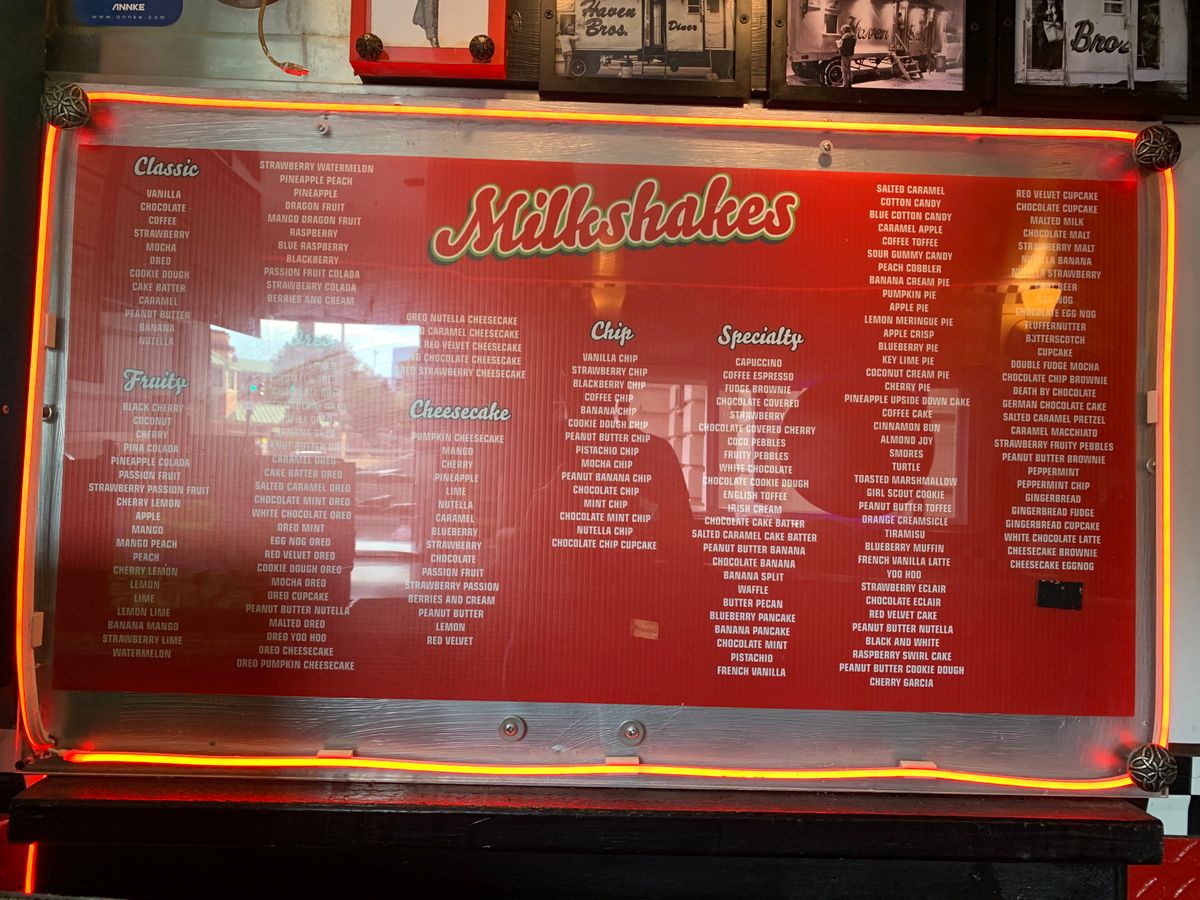 ANNKE
www.annke.com
Haven
Bros.
Diner
Haven
Bros
Milkshakes
Classic
VANILLA
CHOCOLATE
COFFEE
STRAWBERRY
MOCHA
OREO
COOKIE DOUGH
CAKE BATTER
CARAMEL
PEANUT BUTTER
BANANA
NUTELLA
Fruity
BLACK CHERRY
COCONUT
CHERRY
PINA COLADA
PINEAPPLE COLADA
PASSION FRUIT
STRAWBERRY PASSION FRUIT
CHERRY LEMON
APPLE
MANGO
MANGO PEACH
PEACH
CHERRY LEMON
LEMON
LIME
LEMON LIME
BANANA MANGO
STRAWBERRY LIME
WATERMELON
STRAWBERRY WATERMELON
PINEAPPLE PEACH
PINEAPPLE
DRAGON FRUIT
MANGO DRAGON FRUIT
RASPBERRY
BLUE RASPBERRY
BLACKBERRY
PASSION FRUIT COLADA
STRAWBERRY COLADA
BERRIES AND CREAM
BANANA OREO
PEANUT BUTTER OREO
CARAMEL OREO
CAKE BATTER OREO
SALTED CARAMEL OREO
CHOCOLATE MINT OREO
WHITE CHOCOLATE OREO
OREO MINT
EGG NOG OREO
RED VELVET OREO
COOKIE DOUGH OREO
MOCHA OREO
OREO CUPCAKE
PEANUT BUTTER NUTELLA
MALTED OREO
OREO YOO HOO
OREO CHEESECAKE
OREO PUMPKIN CHEESECAKE
OREO NUTELLA CHEESECAKE
CARAMEL CHEESECAKE
RED VELVET CHEESECAKE
CHOCOLATE CHEESECAKE
STRAWBERRY CHEESECAKE
Cheesecake
PUMPKIN CHEESECAKE
MANGO
CHERRY
PINEAPPLE
LIME
NUTELLA
CARAMEL
BLUEBERRY
STRAWBERRY
CHOCOLATE
PASSION FRUIT
STRAWBERRY PASSION
BERRIES AND CREAM
PEANUT BUTTER
LEMON
RED VELVET
Chip
VANILLA CHIP
STRAWBERRY CHIP
BLACKBERRY CHIP
COFFEE CHIP
BANANA CHIP
COOKIE DOUGH CHIP
PEANUT BUTTER CHIP
PISTACHIO CHIP
MOCHA CHIP
PEANUT BANANA CHIP
CHOCOLATE CHIP
MINT CHIP
CHOCOLATE MINT CHIP
NUTELLA CHIP
CHOCOLATE CHIP CUPCAKE
Specialty
CAPUCCINO
COFFEE ESPRESSO
FUDGE BROWNIE
CHOCOLATE COVERED
STRAWBERRY
CHOCOLATE COVERED CHERRY
COCO PEBBLES
FRUITY PEBBLES
WHITE CHOCOLATE
CHOCOLATE COOKIE DOUGH
ENGLISH TOFFEE
IRISH CREAM
CHOCOLATE CAKE BATTER
SALTED CARAMEL CAKE BATTER
PEANUT BUTTER BANANA
CHOCOLATE BANANA
BANANA SPLIT
WAFFLE
BUTTER PECAN
BLUEBERRY PANCAKE
BANANA PANCAKE
CHOCOLATE MINT
PISTACHIO
FRENCH VANILLA
SALTED CARAMEL
COTTON CANDY
BLUE COTTON CANDY
CARAMEL APPLE
COFFEE TOFFEE
SOUR GUMMY CANDY
PEACH COBBLER
BANANA CREAM PIE
PUMPKIN PIE
APPLE PIE
LEMON MERINGUE PIE
APPLE CRISP
BLUEBERRY PIE
KEY LIME PIE
COCONUT CREAM PIE
CHERRY PIE
PINEAPPLE UPSIDE DOWN CAKE
COFFEE CAKE
CINNAMON BUN
ALMOND JOY
SMORES
TURTLE
TOASTED MARSHMALLOW
GIRL SCOUT COOKIE
PEANUT BUTTER TOFFEE
ORANGE CREAMSICLE
TIRAMISU
BLUEBERRY MUFFIN
FRENCH VANILLA LATTE
YOO HOO
STRAWBERRY ECLAIR
CHOCOLATE ECLAIR
RED VELVET CAKE
PEANUT BUTTER NUTELLA
BLACK AND WHITE
RASPBERRY SWIRL CAKE
PEANUT BUTTER COOKIE DOUGH
CHERRY GARCIA
RED VELVET CUPCAKE
CHOCOLATE CUPCAKE
MALTED MILK
CHOCOLATE MALT
STRAWBERRY MALT
NUTELLA BANANA
NUTELLA STRAWBERRY
BEER
EGG NOG
CHOCOLATE EGG NOG
FLUFFERNUTTER
BUTTERSCOTCH
CUPCAKE
DOUBLE FUDGE MOCHA
CHOCOLATE CHIP BROWNIE
DEATH BY CHOCOLATE
GERMAN CHOCOLATE CAKE
SALTED CARAMEL PRETZEL
CARAMEL MACCHIATO
STRAWBERRY FRUITY PEBBLES
PEANUT BUTTER BROWNIE
PEPPERMINT
PEPPERMINT CHIP
GINGERBREAD
GINGERBREAD FUDGE
GINGERBREAD CUPCAKE
WHITE CHOCOLATE LATTE
CHEESECAKE BROWNIE
CHEESECAKE EGGNOG